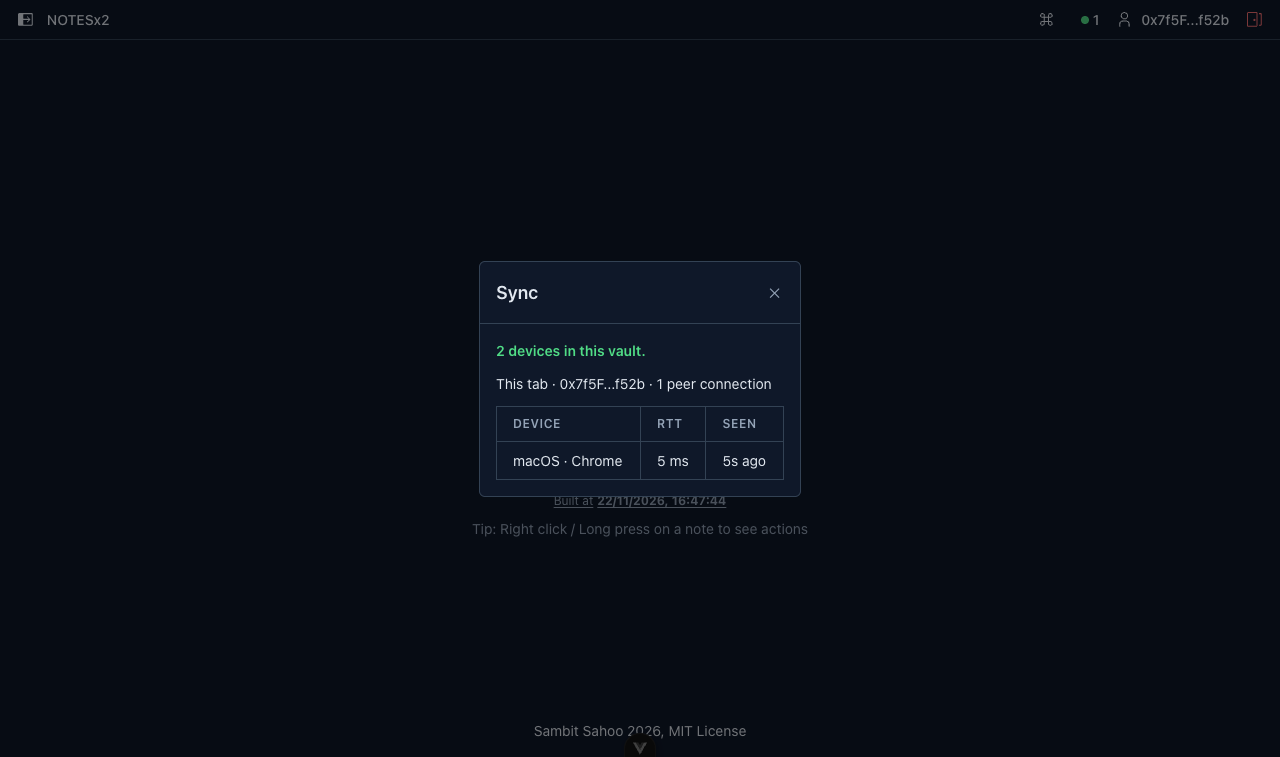 NOTESx2
1 0x7f5F...f52b
Sync
2 devices in this vault.
This tab · 0x7f5F...f52b · 1 peer connection
DEVICE RTT SEEN
macOS · Chrome 5 ms 5s ago
Built at 22/11/2026, 16:47:44
Tip: Right click / Long press on a note to see actions
Sambit Sahoo 2026, MIT License